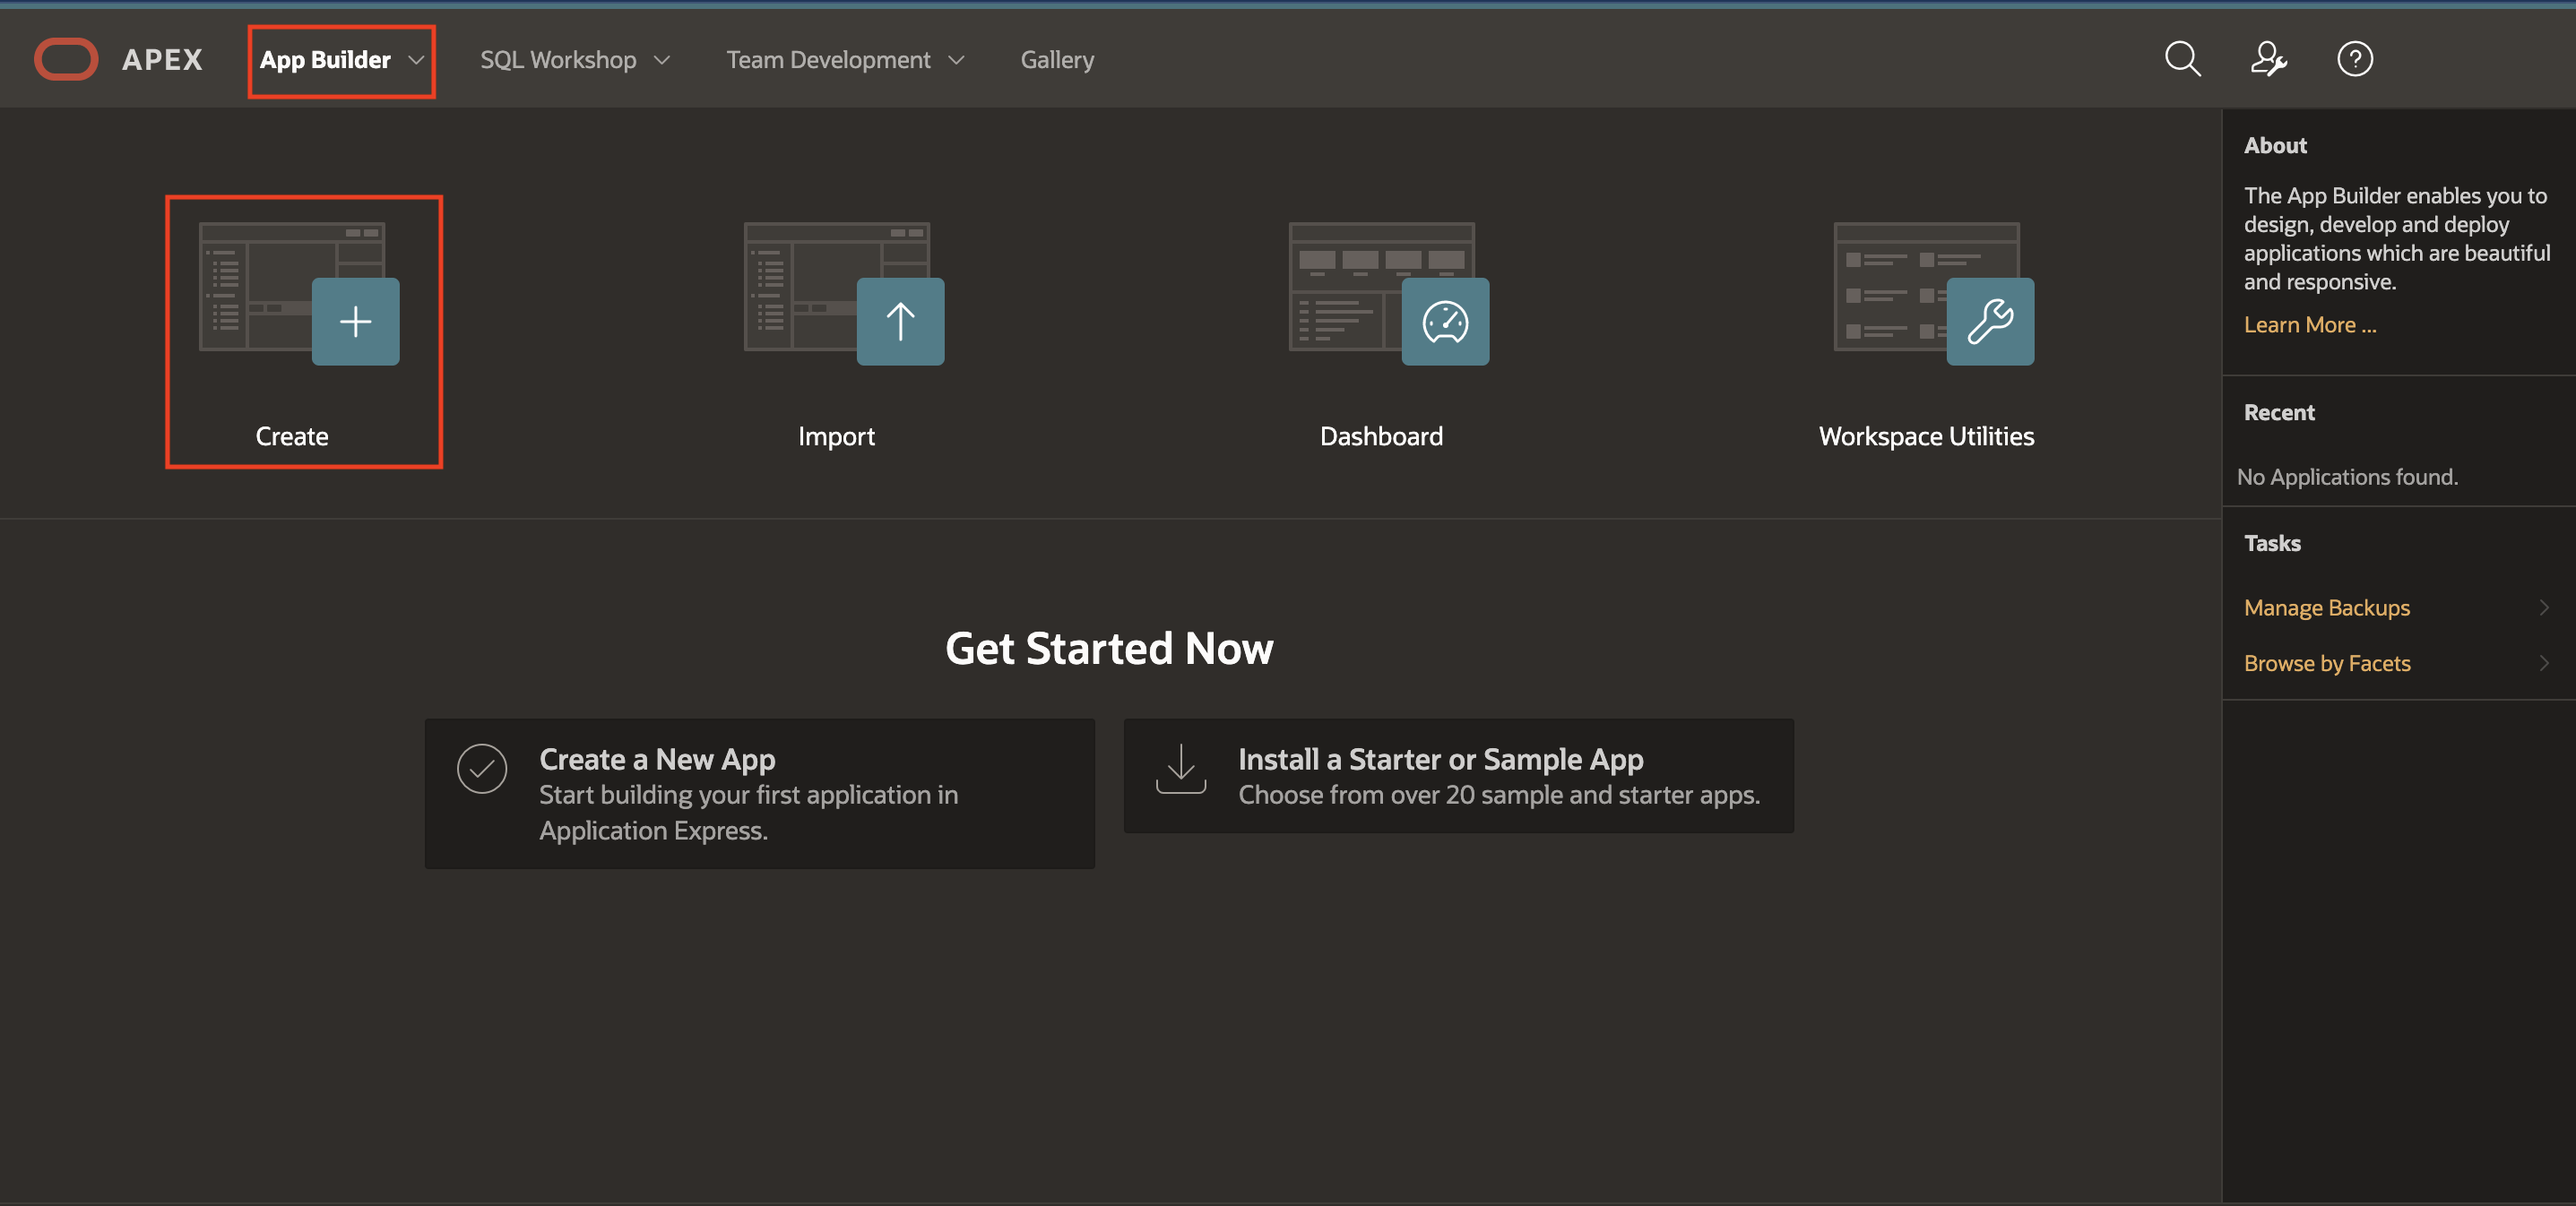 APEX
App Builder
SQL Workshop
Team Development
Gallery
?
Create
Import
Dashboard
Workspace Utilities
Get Started Now
Create a New App
Start building your first application in
Application Express.
Install a Starter or Sample App
Choose from over 20 sample and starter apps.
About
The App Builder enables you to
design, develop and deploy
applications which are beautiful
and responsive.
Learn More ...
Recent
No Applications found.
Tasks
Manage Backups
Browse by Facets